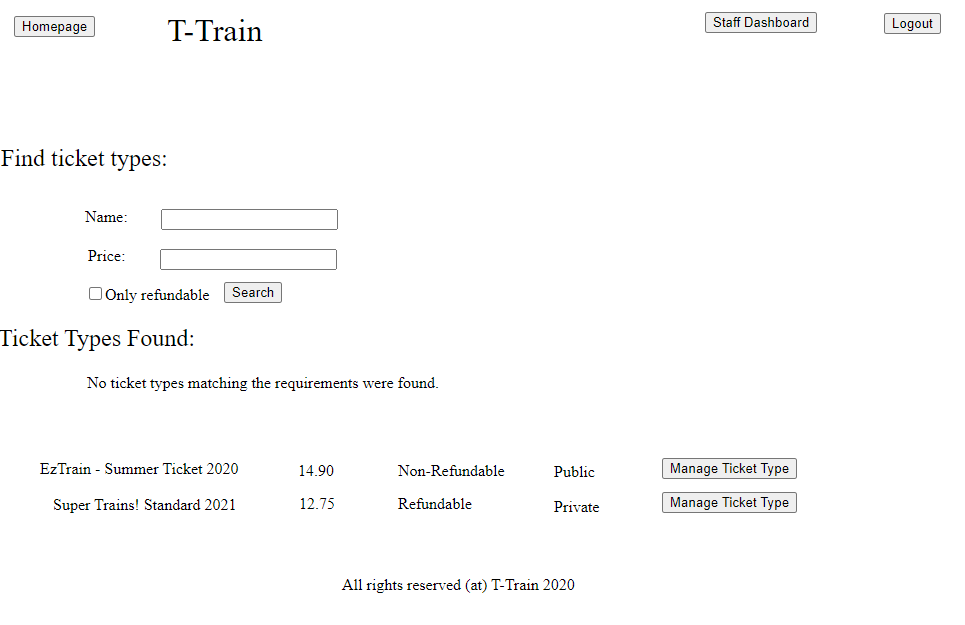 Homepage T-Train Staff Dashboard Logout
Find ticket types:
Name:
Price:
Only refundable Search
Ticket Types Found:
No ticket types matching the requirements were found.
EzTrain - Summer Ticket 2020 14.90 Non-Refundable Public Manage Ticket Type
Super Trains! Standard 2021 12.75 Refundable Private Manage Ticket Type
All rights reserved (at) T-Train 2020